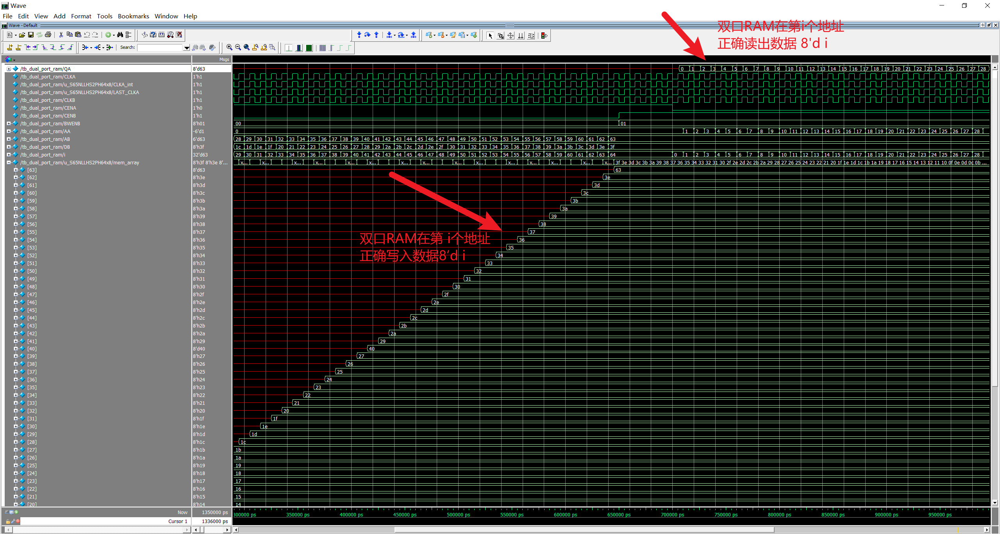 Wave
File Edit View Add Format Tools Bookmarks Window Help
Wave - Default
双口RAM在第i个地址
正确读出数据 8'd i
Search:
Msgs
/tb_dual_port_ram/QA 8'd63 0 1 2 3 4 5 6 7 8 9 10 11 12 13 14 15 16 17 18 19 20 21 22 23 24 25 26 27 28
/tb_dual_port_ram/CLKA 1'h1
/tb_dual_port_ram/u_S65NLLHS2PH64x8/CLKA_int 1'h1
/tb_dual_port_ram/u_S65NLLHS2PH64x8/LAST_CLKA 1'h1
/tb_dual_port_ram/CLKB 1'h1
/tb_dual_port_ram/CENA 1'h0
/tb_dual_port_ram/CENB 1'h1
/tb_dual_port_ram/BWENB 8'h01 00 01
/tb_dual_port_ram/AA -6'd1 0 1 2 3 4 5 6 7 8 9 10 11 12 13 14 15 16 17 18 19 20 21 22 23 24 25 26 27 28
/tb_dual_port_ram/AB 6'd63 28 29 30 31 32 33 34 35 36 37 38 39 40 41 42 43 44 45 46 47 48 49 50 51 52 53 54 55 56 57 58 59 60 61 62 63
/tb_dual_port_ram/DB 8'h3f 1c 1d 1e 1f 20 21 22 23 24 25 26 27 28 29 2a 2b 2c 2d 2e 2f 30 31 32 33 34 35 36 37 38 39 3a 3b 3c 3d 3e 3f
/tb_dual_port_ram/i 32'd63 29 30 31 32 33 34 35 36 37 38 39 40 41 42 43 44 45 46 47 48 49 50 51 52 53 54 55 56 57 58 59 60 61 62 63 64 0 1 2 3 4 5 6 7 8 9 10 11 12 13 14 15 16 17 18 19 20 21 22 23 24 25 26 27 28
/tb_dual_port_ram/u_S65NLLHS2PH64x8/mem_array 8'h3f 8'h3e 8'... x... x... x... x... x... x... x... x... x... x... x... x... x... x... x... x... x... 3f 3e 3d 3c 3b 3a 39 38 37 36 35 34 33 32 31 30 2f 2e 2d 2c 2b 2a 29 28 27 26 25 24 23 22 21 20 1f 1e 1d 1c 1b 1a 19 18 17 16 15 14 13 12 11 10 0f 0e 0d 0c 0b ...
[63] 8'd63 63
[62] 8'h3e 3e
[61] 8'h3d 3d
[60] 8'h3c 3c
[59] 8'h3b 3b
[58] 8'h3a 3a
[57] 8'h39 39
[56] 8'h38 38
[55] 8'h37 37
双口RAM在第 i个地址
正确写入数据8‘d i
[54] 8'h36 36
[53] 8'h35 35
[52] 8'h34 34
[51] 8'h33 33
[50] 8'h32 32
[49] 8'h31 31
[48] 8'h30 30
[47] 8'h2f 2f
[46] 8'h2e 2e
[45] 8'h2d 2d
[44] 8'h2c 2c
[43] 8'h2b 2b
[42] 8'h2a 2a
[41] 8'h29 29
[40] 8'd40 40
[39] 8'h27 27
[38] 8'h26 26
[37] 8'h25 25
[36] 8'h24 24
[35] 8'h23 23
[34] 8'h22 22
[33] 8'h21 21
[32] 8'h20 20
[31] 8'h1f 1f
[30] 8'h1e 1e
[29] 8'h1d 1d
[28] 8'h1c 1c
[27] 8'h1b 1b
[26] 8'h1a 1a
[25] 8'h19 19
[24] 8'h18 18
[23] 8'h17 17
[22] 8'h16 16
[21] 8'h15 15
[20] 8'h14 14
Now 1350000 ps 300000 ps 350000 ps 400000 ps 450000 ps 500000 ps 550000 ps 600000 ps 650000 ps 700000 ps 750000 ps 800000 ps 850000 ps 900000 ps 950000 ps
Cursor 1 1336000 ps